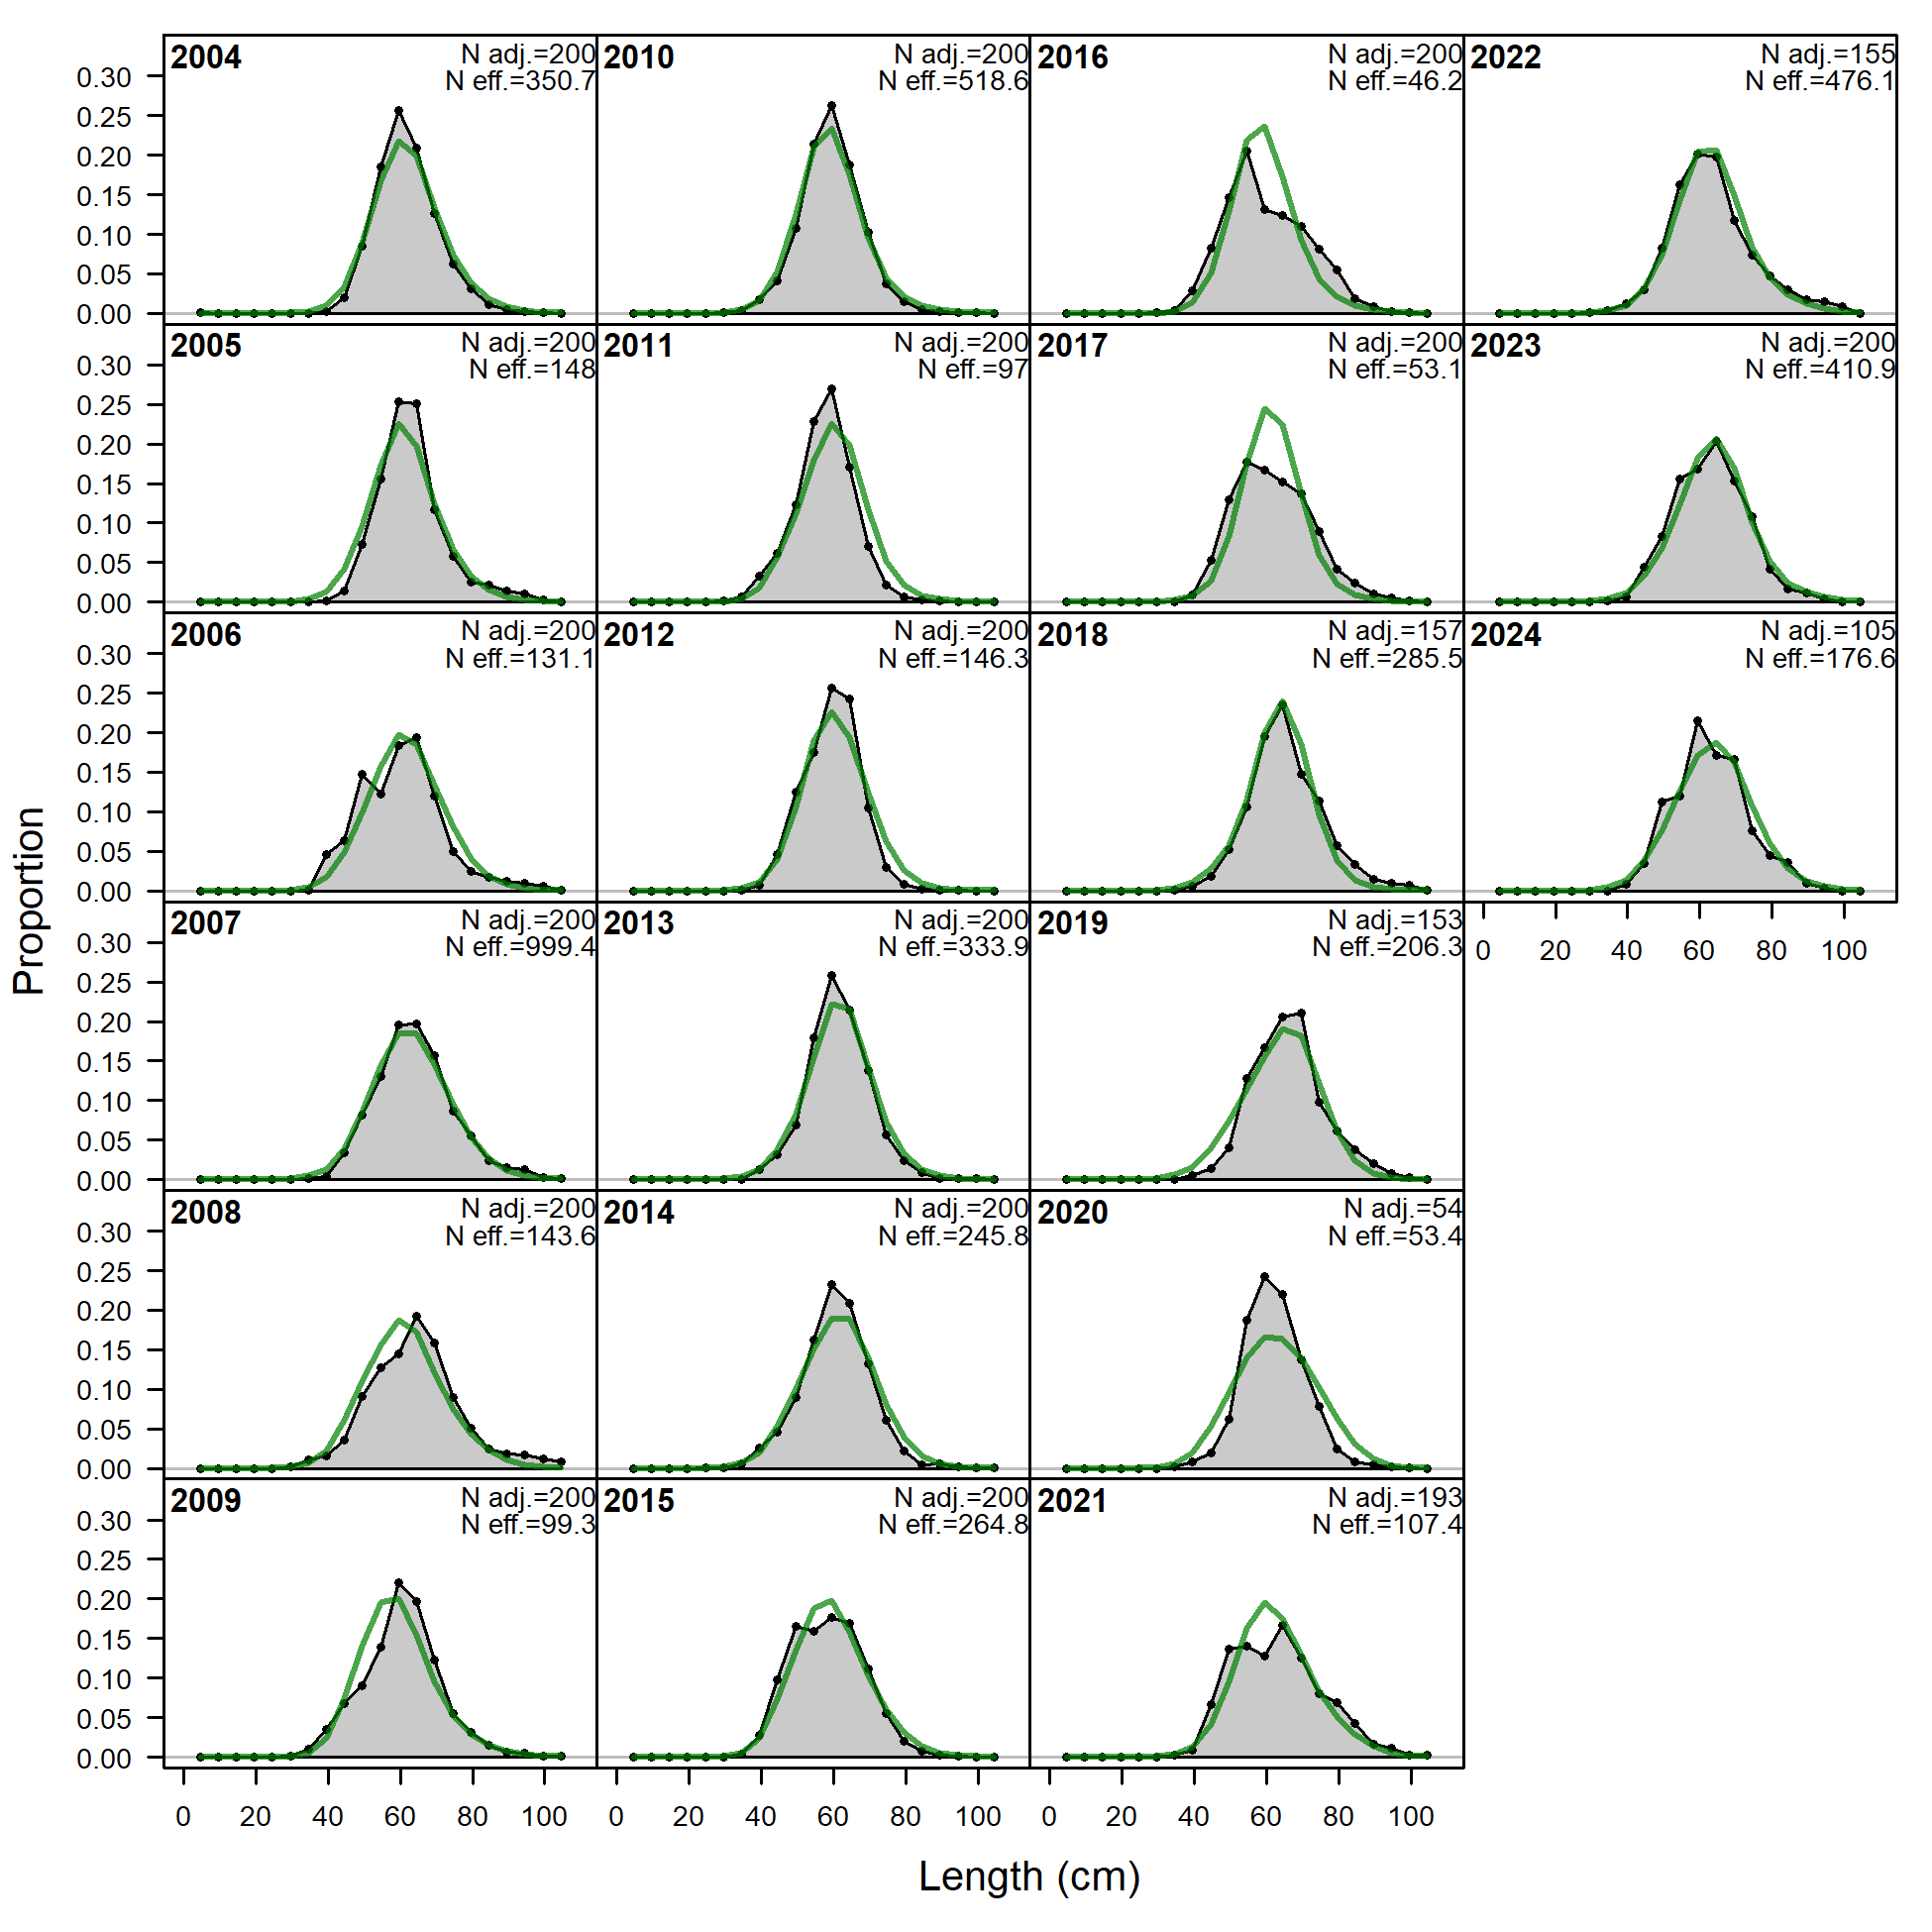 2004
N adj.=200
N eff.=350.7
2010
N adj.=200
N eff.=518.6
2016
N adj.=200
N eff.=46.2
2022
N adj.=155
N eff.=476.1
0.30
0.25
0.20
0.15
0.10
0.05
0.00
2005
N adj.=200
N eff.=148
2011
N adj.=200
N eff.=97
2017
N adj.=200
N eff.=53.1
2023
N adj.=200
N eff.=410.9
0.30
0.25
0.20
0.15
0.10
0.05
0.00
2006
N adj.=200
N eff.=131.1
2012
N adj.=200
N eff.=146.3
2018
N adj.=157
N eff.=285.5
2024
N adj.=105
N eff.=176.6
0.30
0.25
0.20
0.15
0.10
0.05
0.00
2007
N adj.=200
N eff.=999.4
2013
N adj.=200
N eff.=333.9
2019
N adj.=153
N eff.=206.3
0 20 40 60 80 100
0.30
0.25
0.20
0.15
0.10
0.05
0.00
2008
N adj.=200
N eff.=143.6
2014
N adj.=200
N eff.=245.8
2020
N adj.=54
N eff.=53.4
0.30
0.25
0.20
0.15
0.10
0.05
0.00
2009
N adj.=200
N eff.=99.3
2015
N adj.=200
N eff.=264.8
2021
N adj.=193
N eff.=107.4
0.30
0.25
0.20
0.15
0.10
0.05
0.00
0 20 40 60 80 100 0 20 40 60 80 100 0 20 40 60 80 100
Proportion
Length (cm)